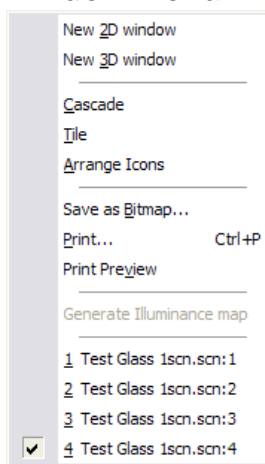 New 2D window
New 3D window
Cascade
Tile
Arrange Icons
Save as Bitmap...
Print... Ctrl+P
Print Preview
Generate Illuminance map
1 Test Glass 1scn.scn:1
2 Test Glass 1scn.scn:2
3 Test Glass 1scn.scn:3
4 Test Glass 1scn.scn:4